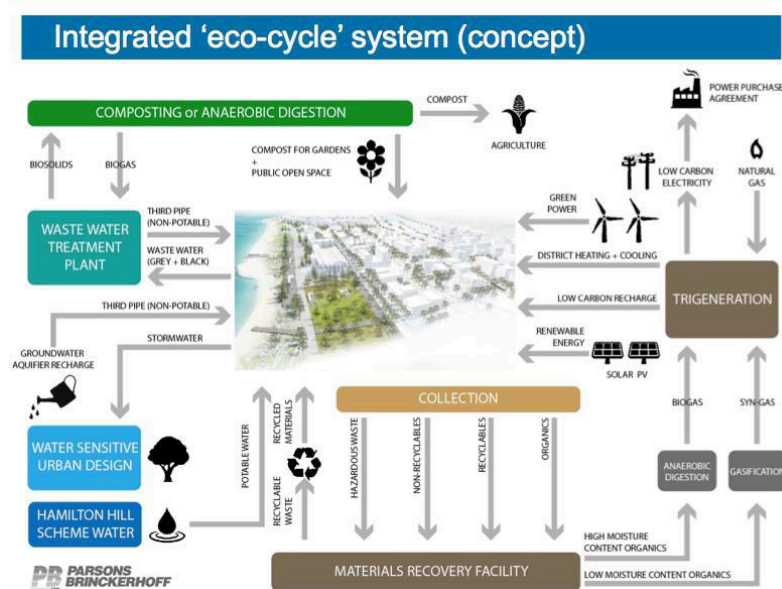 Integrated ‘eco-cycle’ system (concept)
COMPOSTING or ANAEROBIC DIGESTION
COMPOST
AGRICULTURE
POWER PURCHASE
AGREEMENT
BIOSOLIDS
BIOGAS
COMPOST FOR GARDENS
+
PUBLIC OPEN SPACE
LOW CARBON
ELECTRICITY
NATURAL
GAS
WASTE WATER
TREATMENT
PLANT
THIRD PIPE
(NON-POTABLE)
WASTE WATER
(GREY + BLACK)
GREEN
POWER
DISTRICT HEATING + COOLING
TRIGENERATION
THIRD PIPE (NON-POTABLE)
LOW CARBON RECHARGE
STORMWATER
RENEWABLE
ENERGY
SOLAR PV
GROUNDWATER
AQUIFIER RECHARGE
COLLECTION
BIOGAS
SYN-GAS
WATER SENSITIVE
URBAN DESIGN
POTABLE WATER
RECYCLED
MATERIALS
RECYCLABLE
WASTE
HAZARDOUS WASTE
NON-RECYCLABLES
RECYCLABLES
ORGANICS
ANAEROBIC
DIGESTION
GASIFICATION
HAMILTON HILL
SCHEME WATER
HIGH MOISTURE
CONTENT ORGANICS
MATERIALS RECOVERY FACILITY
LOW MOISTURE CONTENT ORGANICS
PB PARSONS
BRINCKERHOFF